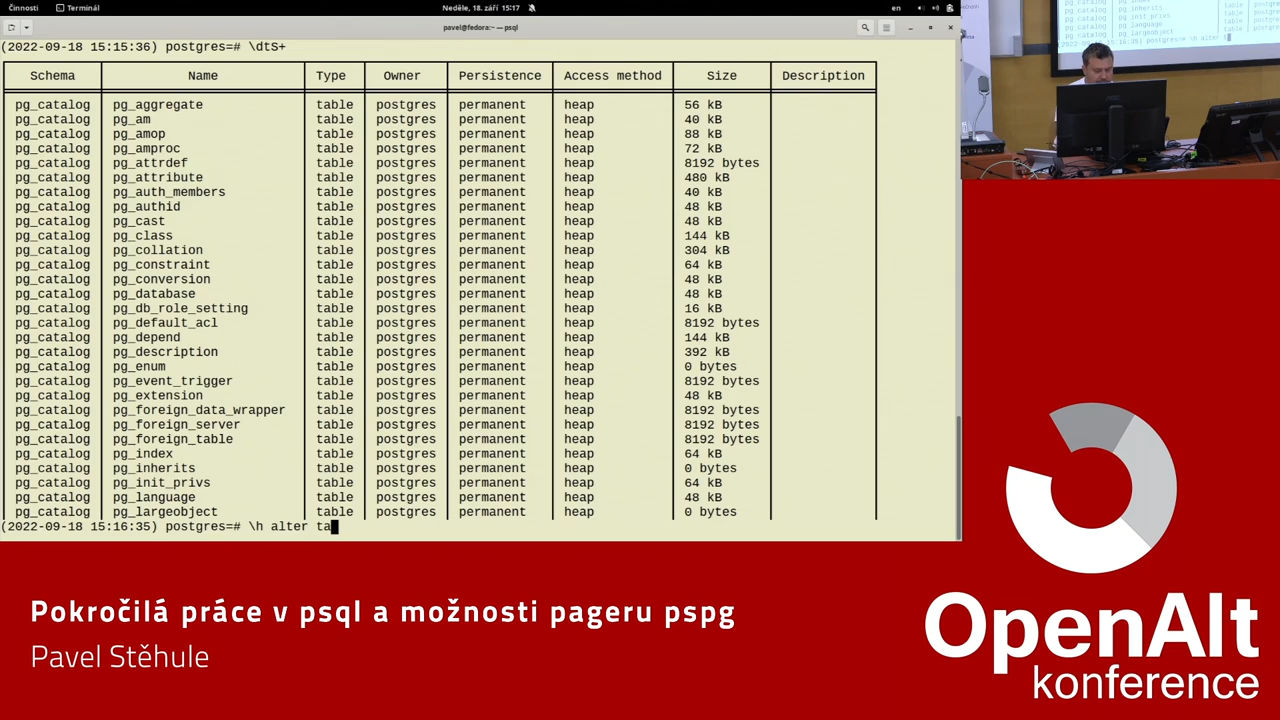 Činnosti Terminál Neděle, 18. září 15:17 en
pavel@fedora:~ — psql
(2022-09-18 15:15:36) postgres=# \dtS+
Schema Name Type Owner Persistence Access method Size Description
pg_catalog pg_aggregate table postgres permanent heap 56 kB
pg_catalog pg_am table postgres permanent heap 40 kB
pg_catalog pg_amop table postgres permanent heap 88 kB
pg_catalog pg_amproc table postgres permanent heap 72 kB
pg_catalog pg_attrdef table postgres permanent heap 8192 bytes
pg_catalog pg_attribute table postgres permanent heap 480 kB
pg_catalog pg_auth_members table postgres permanent heap 40 kB
pg_catalog pg_authid table postgres permanent heap 48 kB
pg_catalog pg_cast table postgres permanent heap 48 kB
pg_catalog pg_class table postgres permanent heap 144 kB
pg_catalog pg_collation table postgres permanent heap 304 kB
pg_catalog pg_constraint table postgres permanent heap 64 kB
pg_catalog pg_conversion table postgres permanent heap 48 kB
pg_catalog pg_database table postgres permanent heap 48 kB
pg_catalog pg_db_role_setting table postgres permanent heap 16 kB
pg_catalog pg_default_acl table postgres permanent heap 8192 bytes
pg_catalog pg_depend table postgres permanent heap 144 kB
pg_catalog pg_description table postgres permanent heap 392 kB
pg_catalog pg_enum table postgres permanent heap 0 bytes
pg_catalog pg_event_trigger table postgres permanent heap 8192 bytes
pg_catalog pg_extension table postgres permanent heap 48 kB
pg_catalog pg_foreign_data_wrapper table postgres permanent heap 8192 bytes
pg_catalog pg_foreign_server table postgres permanent heap 8192 bytes
pg_catalog pg_foreign_table table postgres permanent heap 8192 bytes
pg_catalog pg_index table postgres permanent heap 64 kB
pg_catalog pg_inherits table postgres permanent heap 0 bytes
pg_catalog pg_init_privs table postgres permanent heap 64 kB
pg_catalog pg_language table postgres permanent heap 48 kB
pg_catalog pg_largeobject table postgres permanent heap 0 bytes
(2022-09-18 15:16:35) postgres=# \h alter ta
Pokročilá práce v psql a možnosti pageru pspg
Pavel Stěhule
OpenAlt
konference